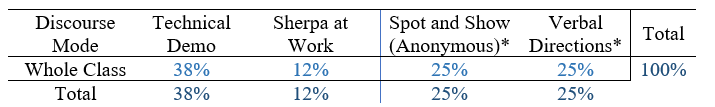 Discourse Mode Technical Demo Sherpa at Work Spot and Show (Anonymous)* Verbal Directions* Total
Whole Class 38% 12% 25% 25% 100%
Total 38% 12% 25% 25%